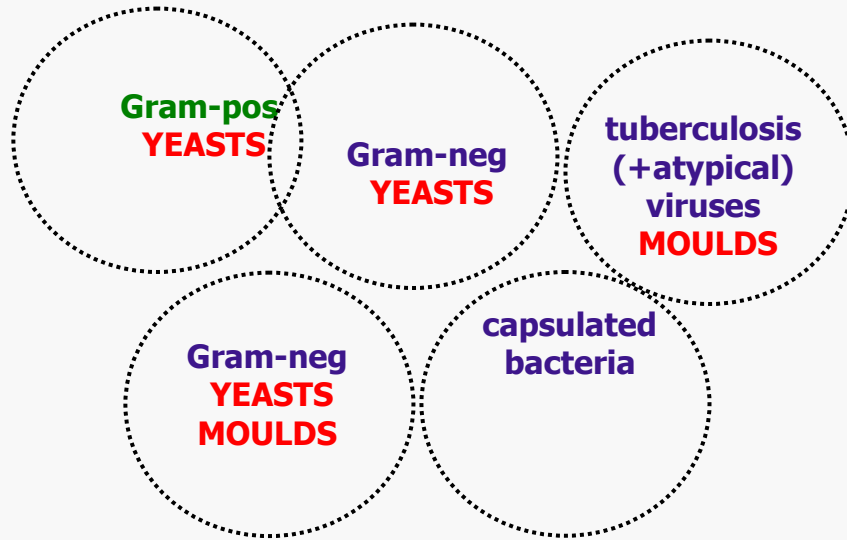 Gram-pos
YEASTS
Gram-neg
YEASTS
tuberculosis
(+atypical)
viruses
MOULDS
Gram-neg
YEASTS
MOULDS
capsulated
bacteria